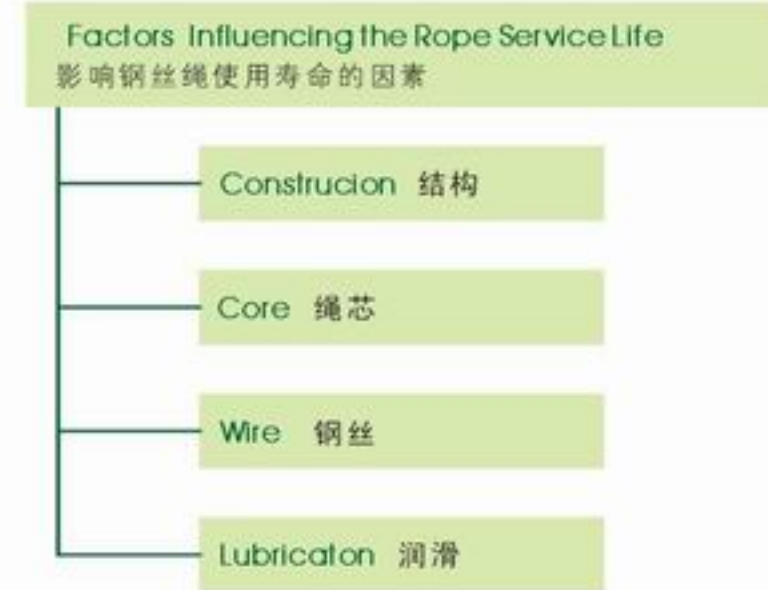 Factors Influencing the Rope Service Life
影响钢丝绳使用寿命的因素
Construcion 结构
Core 绳芯
Wire 钢丝
Lubricaton 润滑